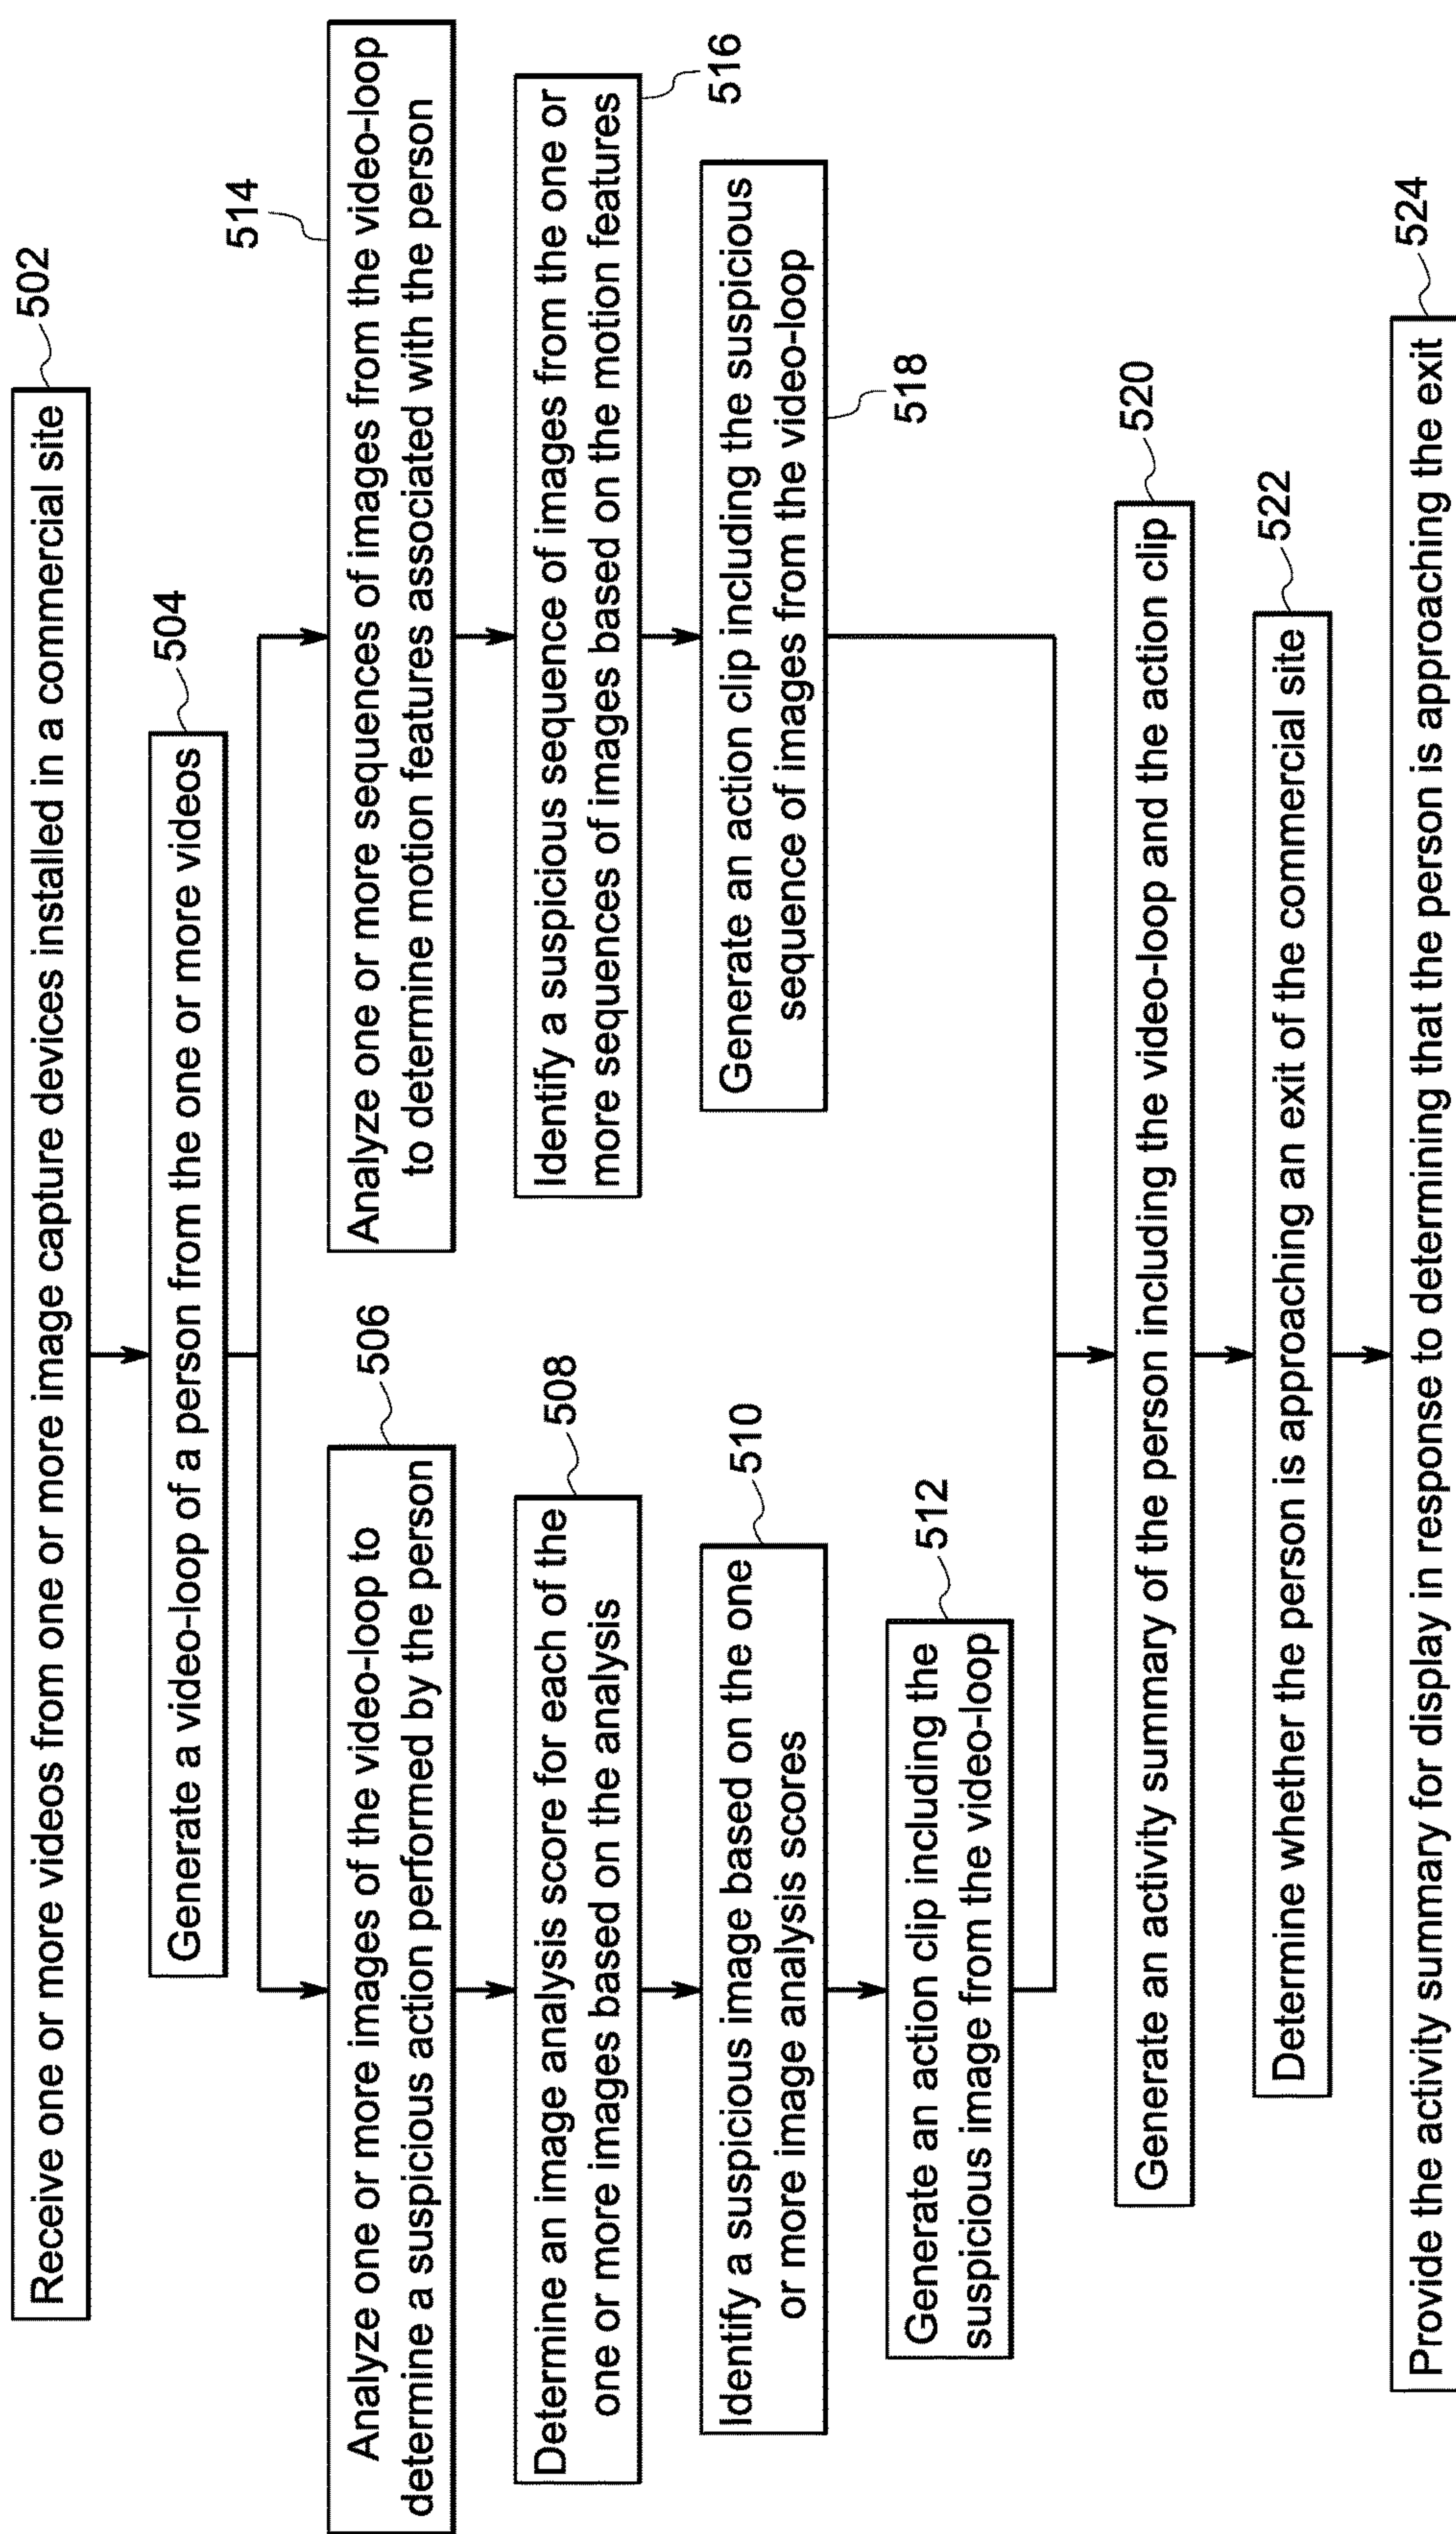 Receive one or more videos from one or more image capture devices installed in a commercial site
502
Generate a video-loop of a person from the one or more videos
504
Analyze one or more images of the video-loop to
determine a suspicious action performed by the person
506
Determine an image analysis score for each of the
one or more images based on the analysis
508
Identify a suspicious image based on the one
or more image analysis scores
510
Generate an action clip including the
suspicious image from the video-loop
512
514
Analyze one or more sequences of images from the video-loop
to determine motion features associated with the person
Identify a suspicious sequence of images from the one or
more sequences of images based on the motion features
516
Generate an action clip including the suspicious
sequence of images from the video-loop
518
Generate an activity summary of the person including the video-loop and the action clip
520
Determine whether the person is approaching an exit of the commercial site
522
Provide the activity summary for display in response to determining that the person is approaching the exit
524